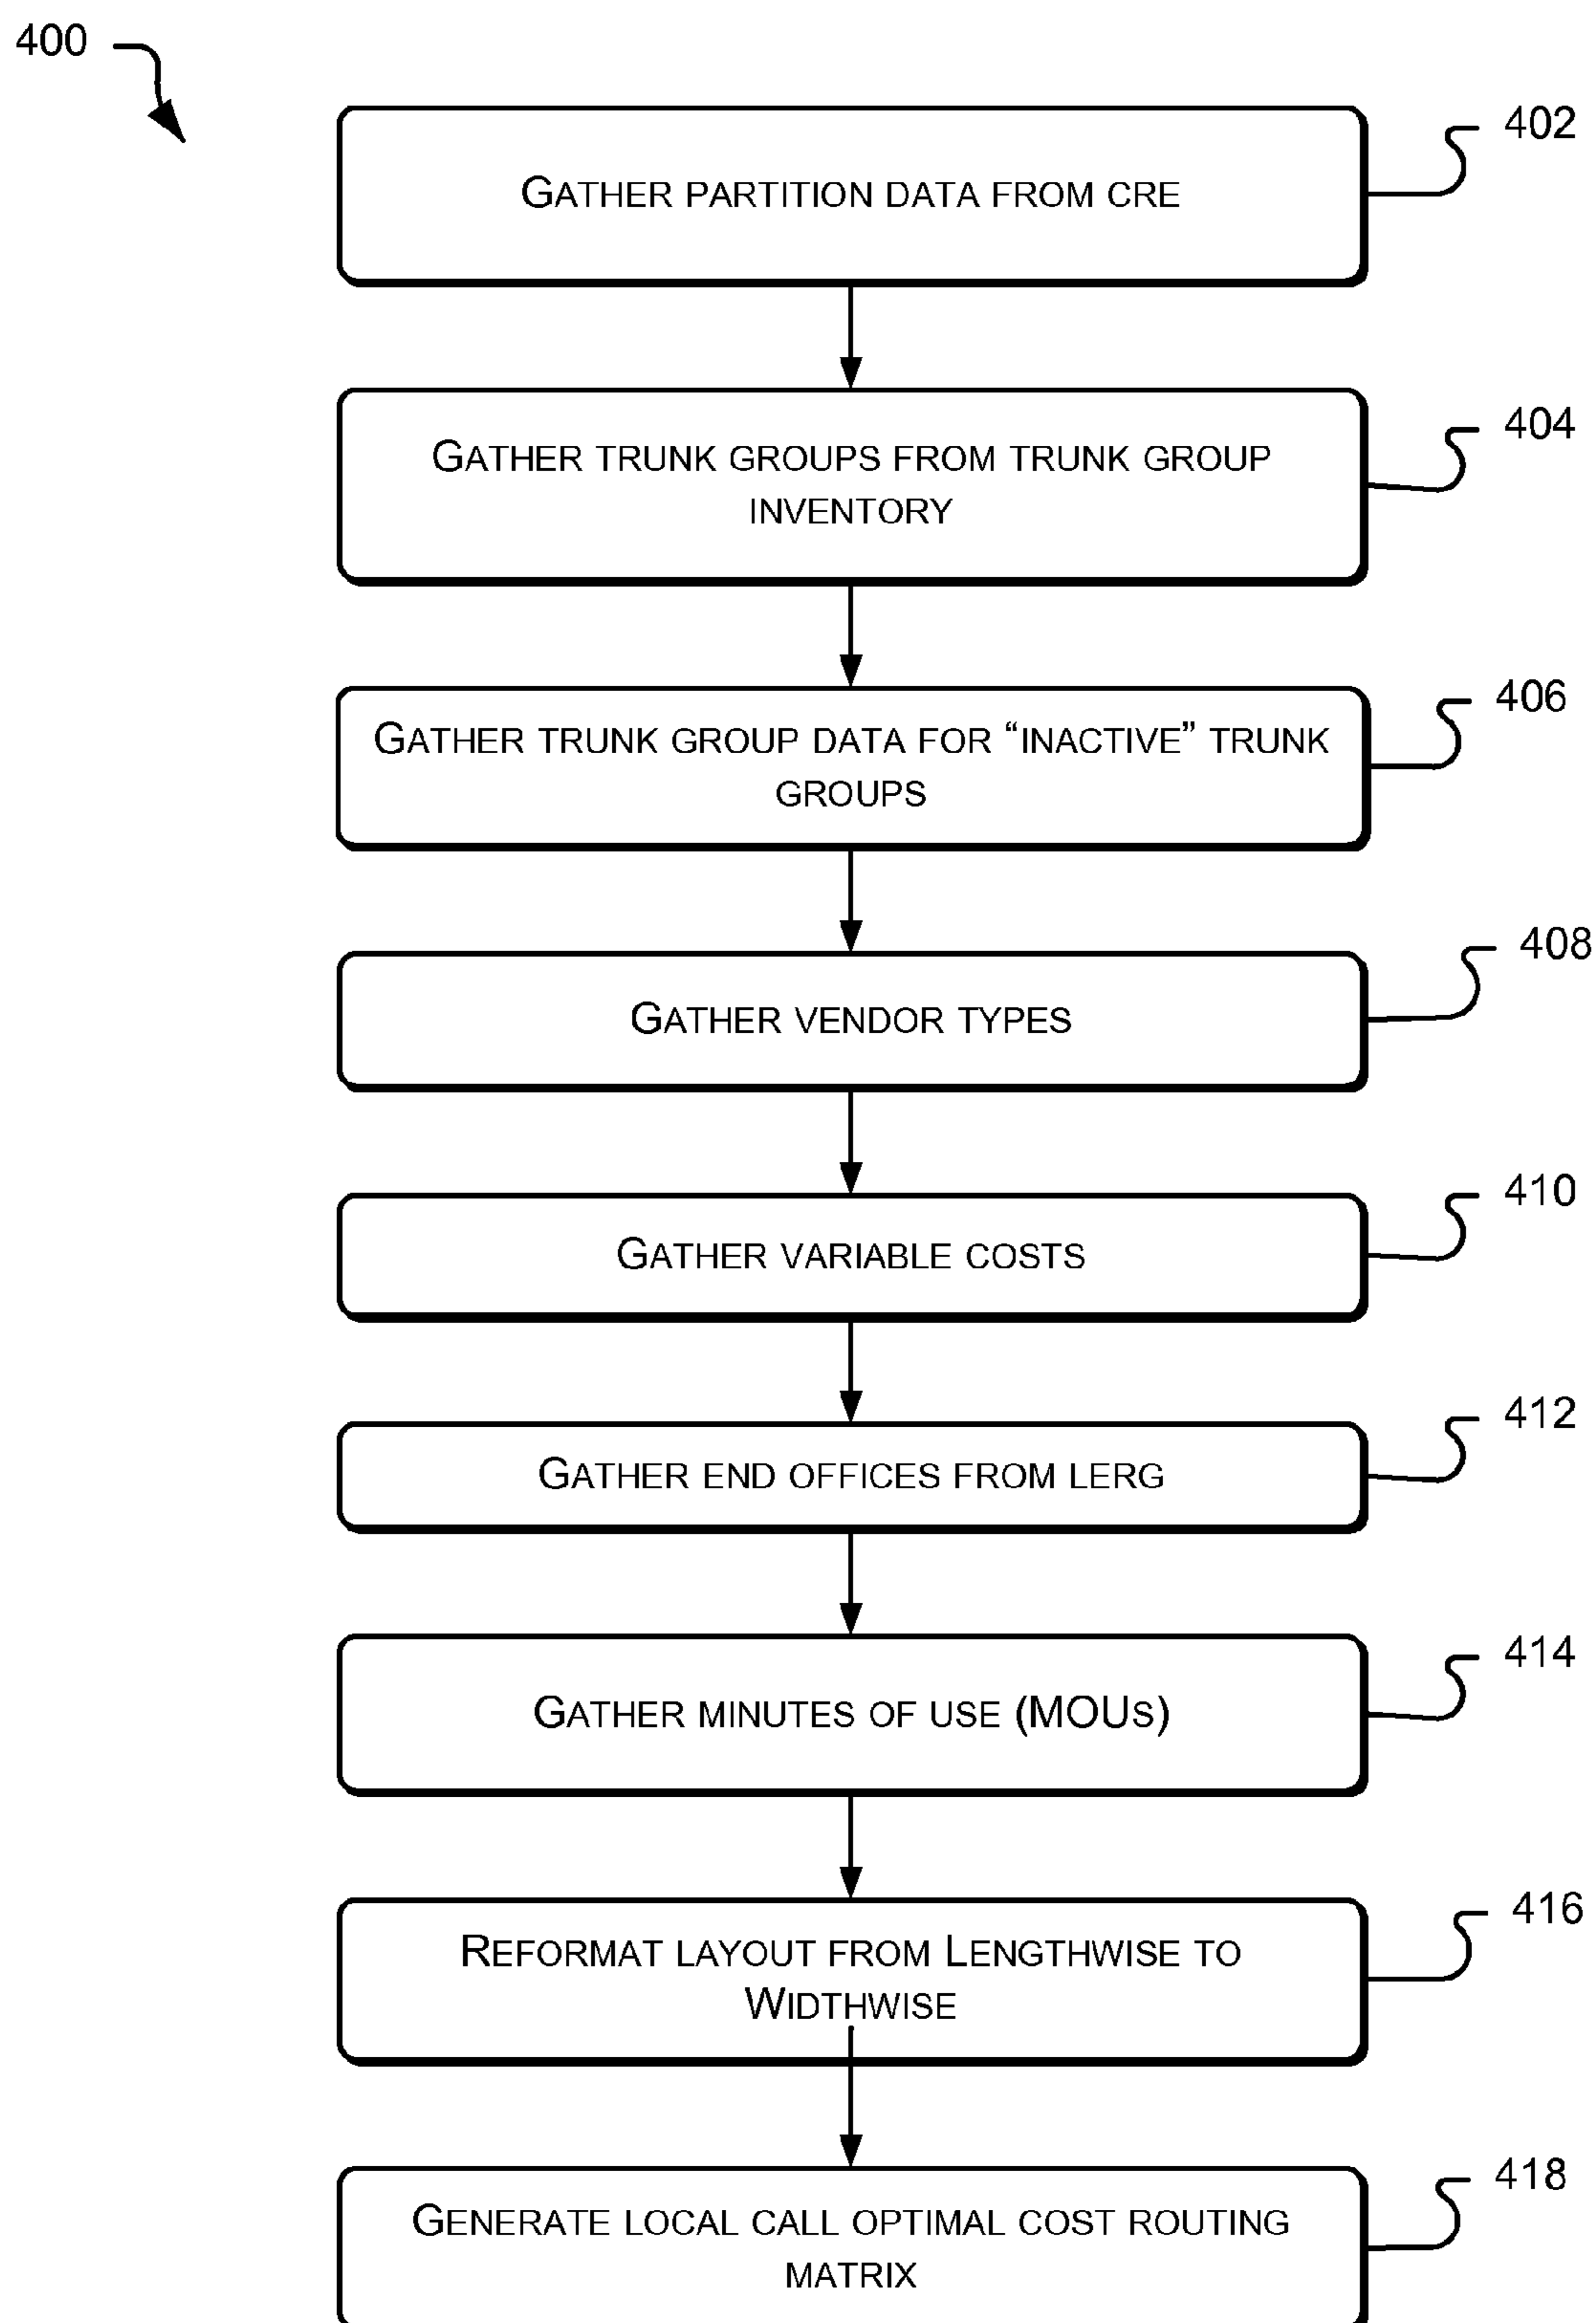 400
402
GATHER PARTITION DATA FROM CRE
404
GATHER TRUNK GROUPS FROM TRUNK GROUP
INVENTORY
406
GATHER TRUNK GROUP DATA FOR “INACTIVE” TRUNK
GROUPS
408
GATHER VENDOR TYPES
410
GATHER VARIABLE COSTS
412
GATHER END OFFICES FROM LERG
414
GATHER MINUTES OF USE (MOUS)
416
REFORMAT LAYOUT FROM LENGTHWISE TO
WIDTHWISE
418
GENERATE LOCAL CALL OPTIMAL COST ROUTING
MATRIX